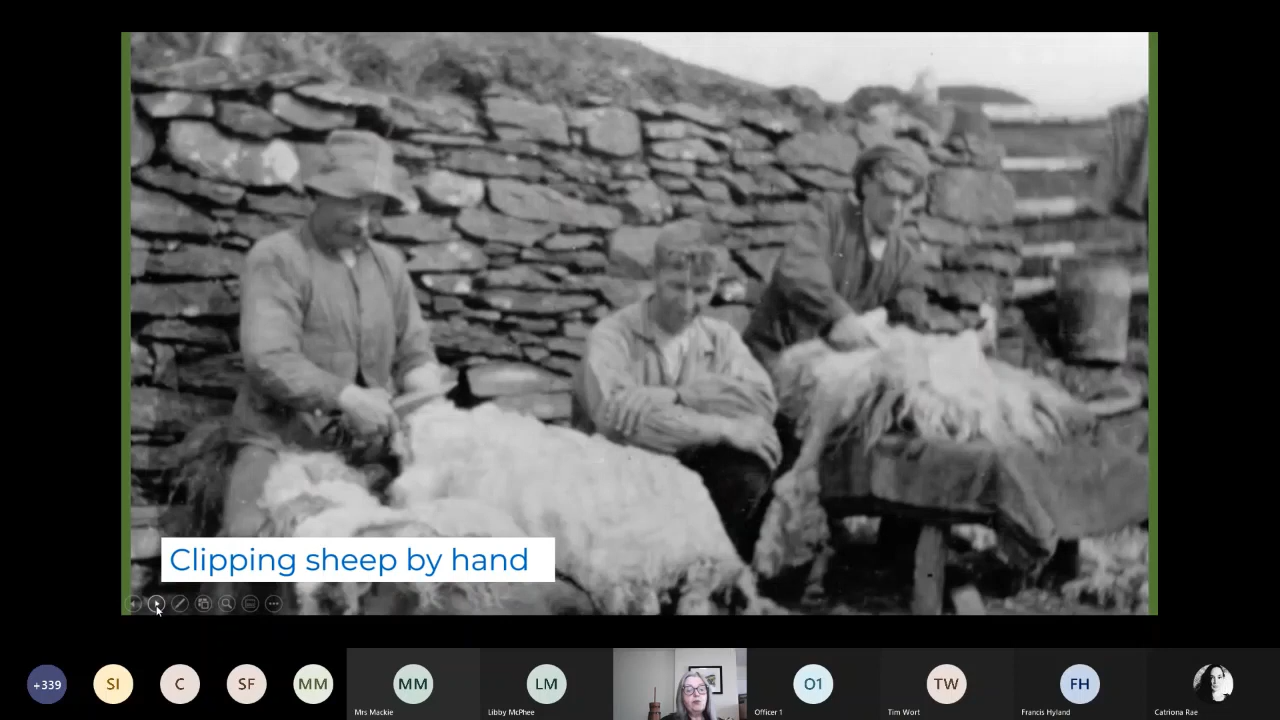 Clipping sheep by hand
+339
SI
C
SF
MM
MM
LM
O1
TW
FH
Mrs Mackie
Libby McPhee
Officer 1
Tim Wort
Francis Hyland
Catriona Rae